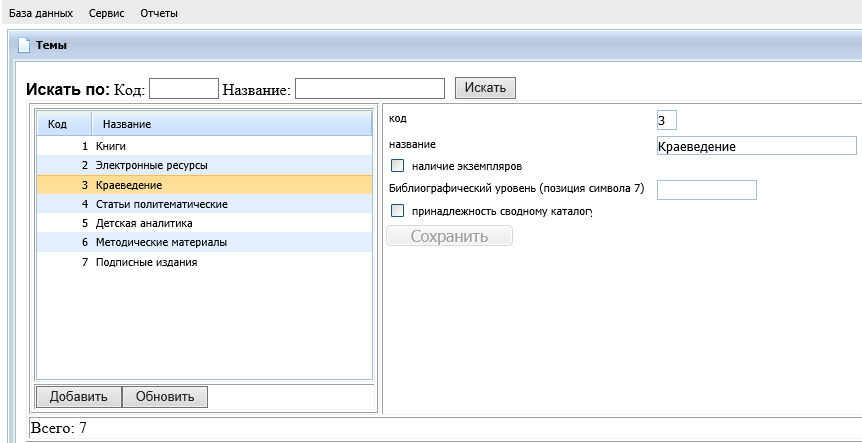 База данных Сервис Отчеты
Темы
Искать по: Код: Название: Искать
Код Название
1 Книги
2 Электронные ресурсы
3 Краеведение
4 Статьи политематические
5 Детская аналитика
6 Методические материалы
7 Подписные издания
Добавить Обновить
код 3
название Краеведение
наличие экземпляров
Библиографический уровень (позиция символа 7)
принадлежность сводному каталогу
Сохранить
Всего: 7